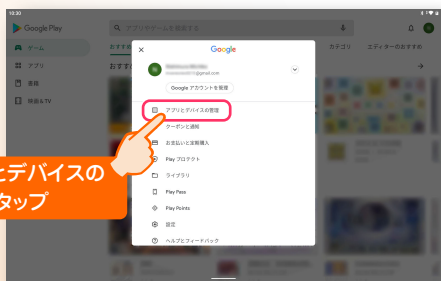 10:30
Google Play
アプリやゲームを検索する
ゲーム
おすすめ
Google
カテゴリ
エディターのおすすめ
アプリ
おすす
@gmail.com
書籍
Google アカウントを管理
映画&TV
アプリとデバイスの管理
クーポンと通知
お支払いと定期購入
とデバイスの
Play プロテクト
タップ
ライブラリ
Play Pass
Play Points
設定
ヘルプとフィードバック